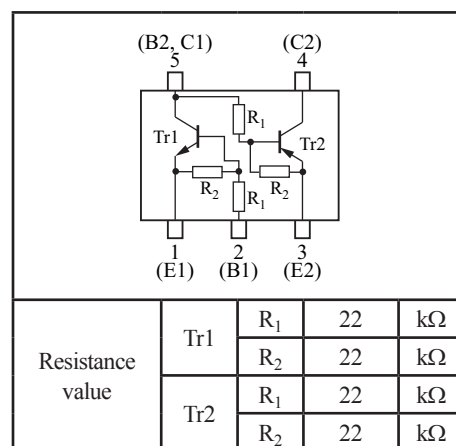 (B2, C1) (C2)
5 4
R1
Tr1 Tr2
R2 R2
R1
1 2 3
(E1) (B1) (E2)
Resistance value Tr1 R1 22 kΩ
R2 22 kΩ
Tr2 R1 22 kΩ
R2 22 kΩ